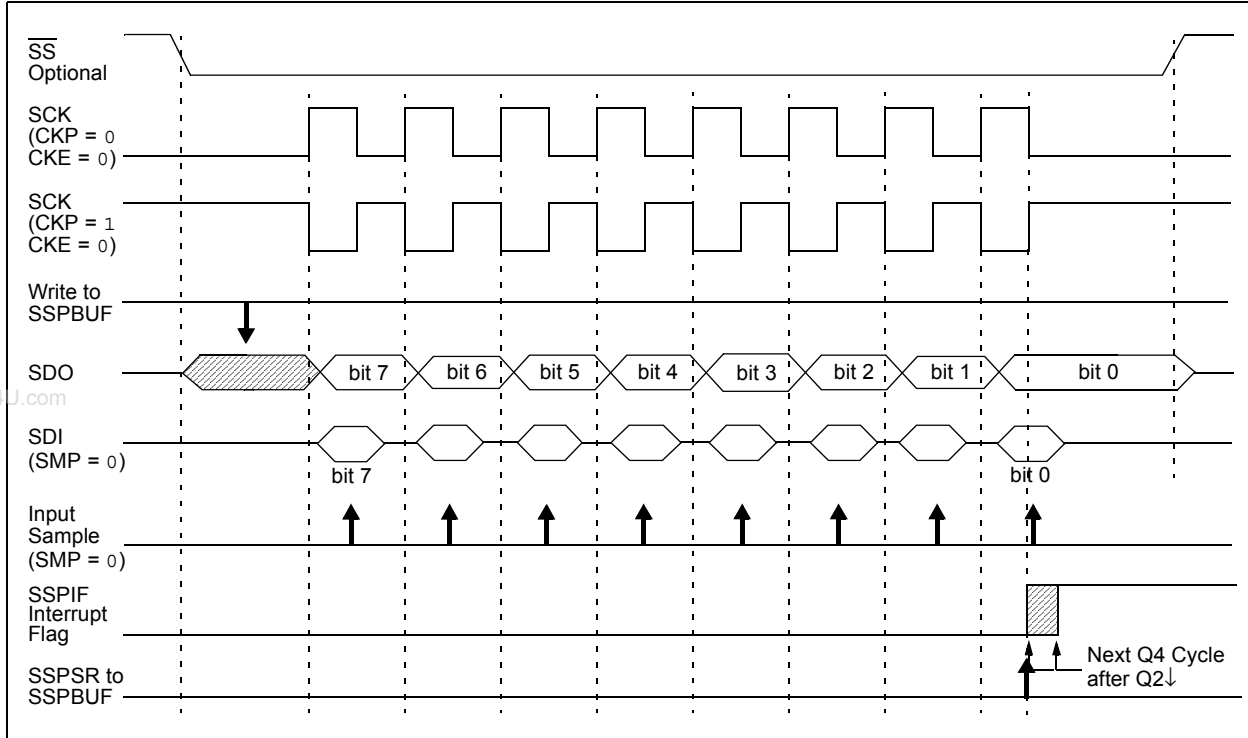 SS
Optional
SCK
(CKP = 0
CKE = 0)
SCK
(CKP = 1
CKE = 0)
Write to
SSPBUF
SDO
bit 7 bit 6 bit 5 bit 4 bit 3 bit 2 bit 1 bit 0
4U.com
SDI
(SMP = 0)
bit 7 bit 0
Input
Sample
(SMP = 0)
SSPIF
Interrupt
Flag
Next Q4 Cycle
after Q2↓
SSPSR to
SSPBUF